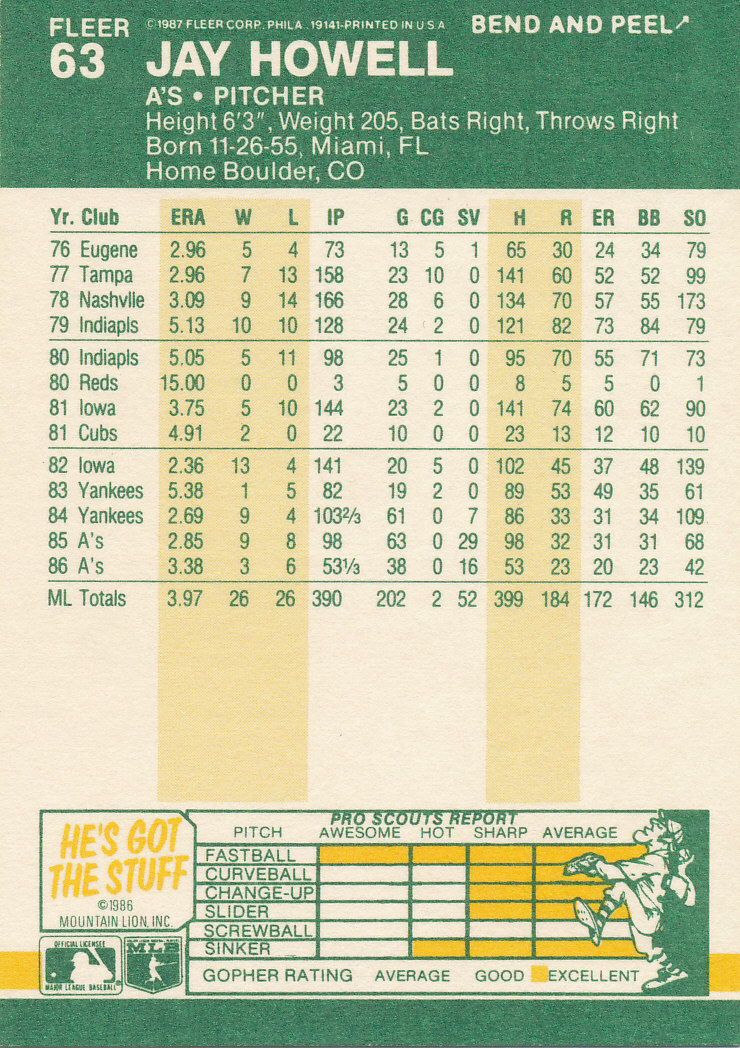 FLEER ©1987 FLEER CORP. PHILA. 19141-PRINTED IN U S A BEND AND PEEL
63 JAY HOWELL
A'S • PITCHER
Height 6'3", Weight 205, Bats Right, Throws Right
Born 11-26-55, Miami, FL
Home Boulder, CO
Yr. Club ERA W L IP G CG SV H R ER BB SO
76 Eugene 2.96 5 4 73 13 5 1 65 30 24 34 79
77 Tampa 2.96 7 13 158 23 10 0 141 60 52 52 99
78 Nashvlle 3.09 9 14 166 28 6 0 134 70 57 55 173
79 Indiapls 5.13 10 10 128 24 2 0 121 82 73 84 79
80 Indiapls 5.05 5 11 98 25 1 0 95 70 55 71 73
80 Reds 15.00 0 0 3 5 0 0 8 5 5 0 1
81 Iowa 3.75 5 10 144 23 2 0 141 74 60 62 90
81 Cubs 4.91 2 0 22 10 0 0 23 13 12 10 10
82 Iowa 2.36 13 4 141 20 5 0 102 45 37 48 139
83 Yankees 5.38 1 5 82 19 2 0 89 53 49 35 61
84 Yankees 2.69 9 4 103⅔ 61 0 7 86 33 31 34 109
85 A's 2.85 9 8 98 63 0 29 98 32 31 31 68
86 A's 3.38 3 6 53⅓ 38 0 16 53 23 20 23 42
ML Totals 3.97 26 26 390 202 2 52 399 184 172 146 312
HE'S GOT
THE STUFF
©1986
MOUNTAIN LION, INC.
OFFICIAL LICENSEE
MAJOR LEAGUE BASEBALL
MLB
PRO SCOUTS REPORT
PITCH AWESOME HOT SHARP AVERAGE
FASTBALL
CURVEBALL
CHANGE-UP
SLIDER
SCREWBALL
SINKER
GOPHER RATING AVERAGE GOOD EXCELLENT